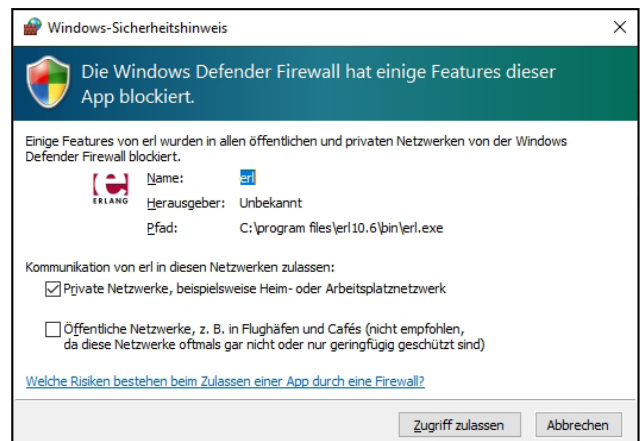 Windows-Sicherheitshinweis
Die Windows Defender Firewall hat einige Features dieser
App blockiert.
Einige Features von erl wurden in allen öffentlichen und privaten Netzwerken von der Windows
Defender Firewall blockiert.
ERLANG
Name: erl
Herausgeber: Unbekannt
Pfad: C:\program files\erl10.6\bin\erl.exe
Kommunikation von erl in diesen Netzwerken zulassen:
Private Netzwerke, beispielsweise Heim- oder Arbeitsplatznetzwerk
Öffentliche Netzwerke, z. B. in Flughäfen und Cafés (nicht empfohlen,
da diese Netzwerke oftmals gar nicht oder nur geringfügig geschützt sind)
Welche Risiken bestehen beim Zulassen einer App durch eine Firewall?
Zugriff zulassen Abbrechen